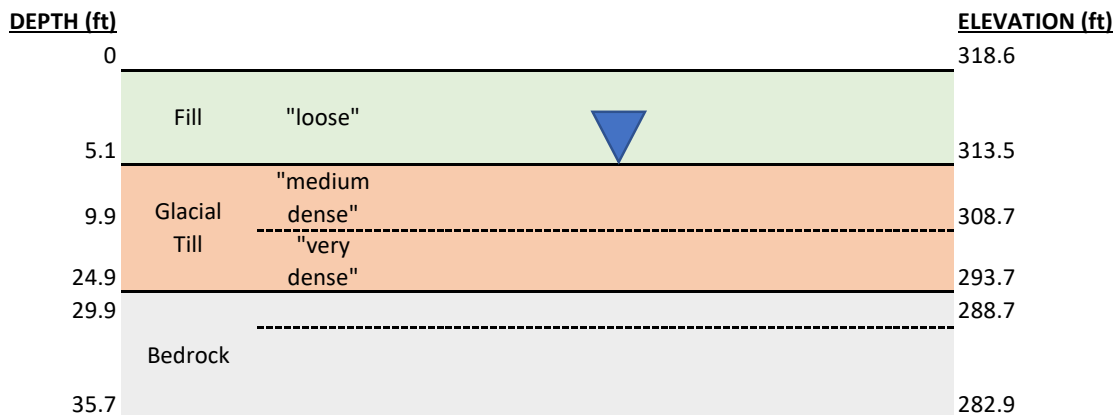 DEPTH (ft) ELEVATION (ft)
0 318.6
Fill "loose"
5.1 313.5
"medium
dense"
9.9 Glacial 308.7
Till "very
dense"
24.9 293.7
29.9 288.7
Bedrock
35.7 282.9